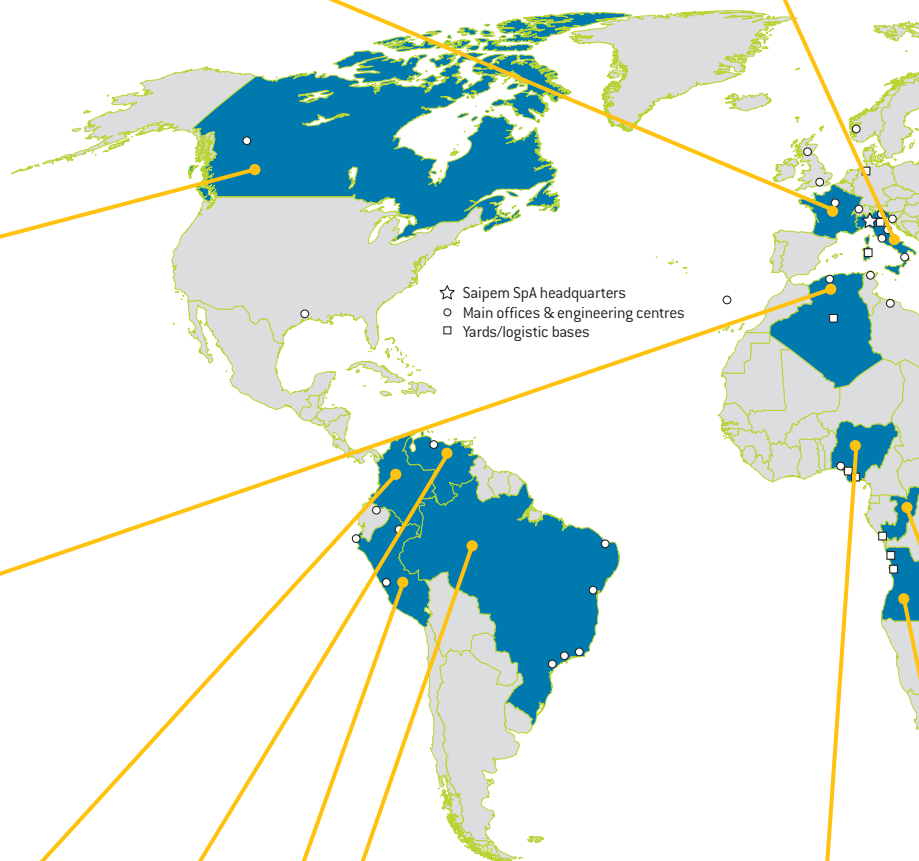 Saipem SpA headquarters
Main offices & engineering centres
Yards/logistic bases